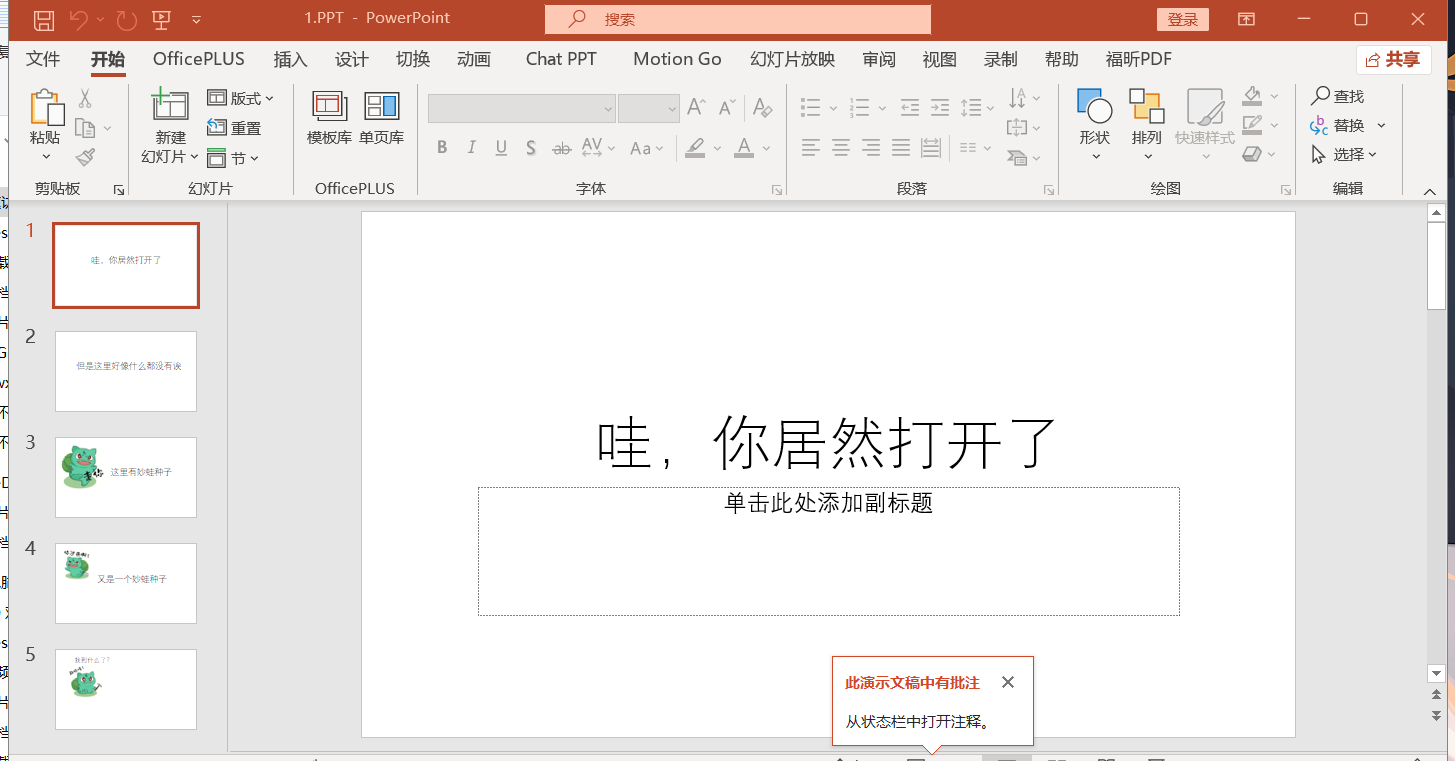 1.PPT - PowerPoint
搜索
登录
文件 开始 OfficePLUS 插入 设计 切换 动画 Chat PPT Motion Go 幻灯片放映 审阅 视图 录制 帮助 福昕PDF 共享
粘贴
剪贴板
新建
幻灯片
版式
重置
节
幻灯片
模板库 单页库
OfficePLUS
B I U S ab AV Aa A
字体
段落
形状 排列 快速样式
绘图
查找
替换
选择
编辑
1
哇，你居然打开了
2
但是这里好像什么都没有诶
3
这里有妙蛙种子
4
又是一个妙蛙种子
5
哇，你居然打开了
单击此处添加副标题
此演示文稿中有批注
从状态栏中打开注释。